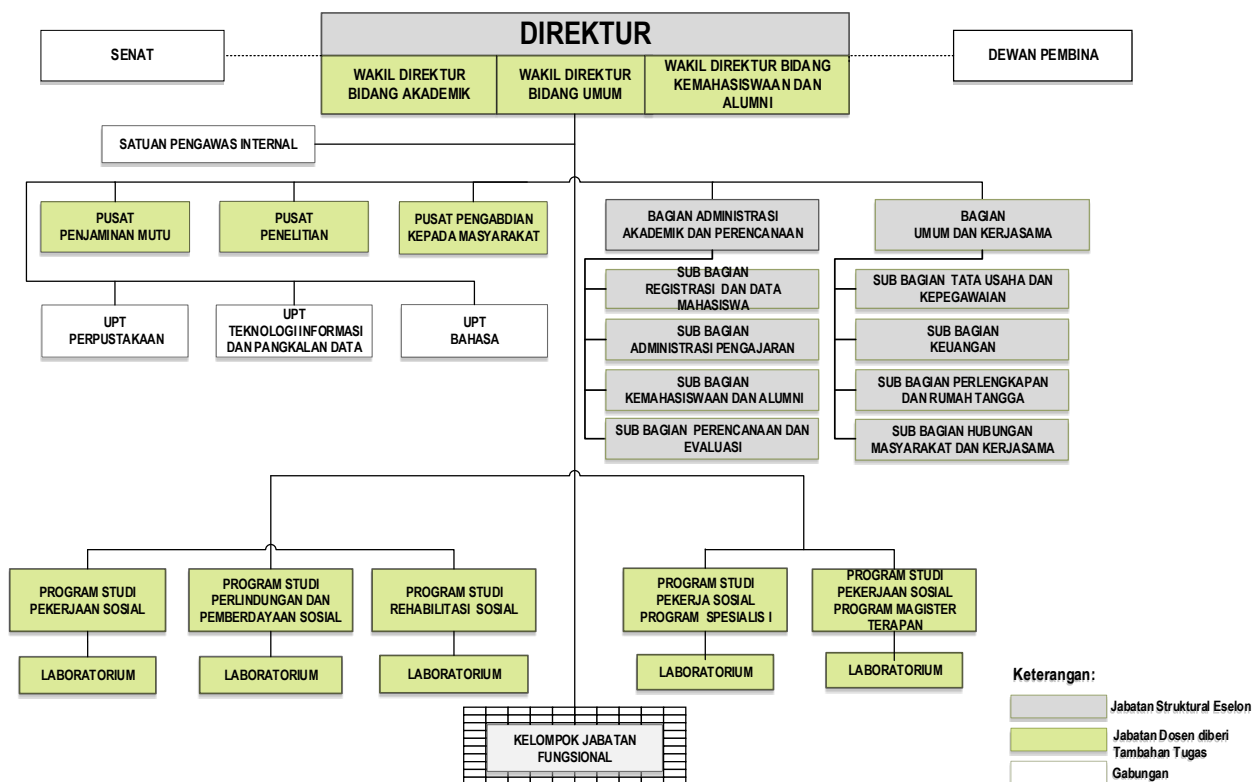 DIREKTUR
SENAT
DEWAN PEMBINA
WAKIL DIREKTUR
BIDANG AKADEMIK
WAKIL DIREKTUR
BIDANG UMUM
WAKIL DIREKTUR BIDANG
KEMAHASISWAAN DAN
ALUMNI
SATUAN PENGAWAS INTERNAL
PUSAT
PENJAMINAN MUTU
PUSAT
PENELITIAN
PUSAT PENGABDIAN
KEPADA MASYARAKAT
BAGIAN ADMINISTRASI
AKADEMIK DAN PERENCANAAN
BAGIAN
UMUM DAN KERJASAMA
UPT
PERPUSTAKAAN
UPT
TEKNOLOGI INFORMASI
DAN PANGKALAN DATA
UPT
BAHASA
SUB BAGIAN
REGISTRASI DAN DATA
MAHASISWA
SUB BAGIAN
ADMINISTRASI PENGAJARAN
SUB BAGIAN
KEMAHASISWAAN DAN ALUMNI
SUB BAGIAN PERENCANAAN DAN
EVALUASI
SUB BAGIAN TATA USAHA DAN
KEPEGAWAIAN
SUB BAGIAN
KEUANGAN
SUB BAGIAN PERLENGKAPAN
DAN RUMAH TANGGA
SUB BAGIAN HUBUNGAN
MASYARAKAT DAN KERJASAMA
PROGRAM STUDI
PEKERJAAN SOSIAL
PROGRAM STUDI
PERLINDUNGAN DAN
PEMBERDAYAAN SOSIAL
PROGRAM STUDI
REHABILITASI SOSIAL
PROGRAM STUDI
PEKERJA SOSIAL
PROGRAM SPESIALIS I
PROGRAM STUDI
PEKERJAAN SOSIAL
PROGRAM MAGISTER
TERAPAN
LABORATORIUM
LABORATORIUM
LABORATORIUM
LABORATORIUM
LABORATORIUM
KELOMPOK JABATAN
FUNGSIONAL
Keterangan:
Jabatan Struktural Eselon
Jabatan Dosen diberi
Tambahan Tugas
Gabungan